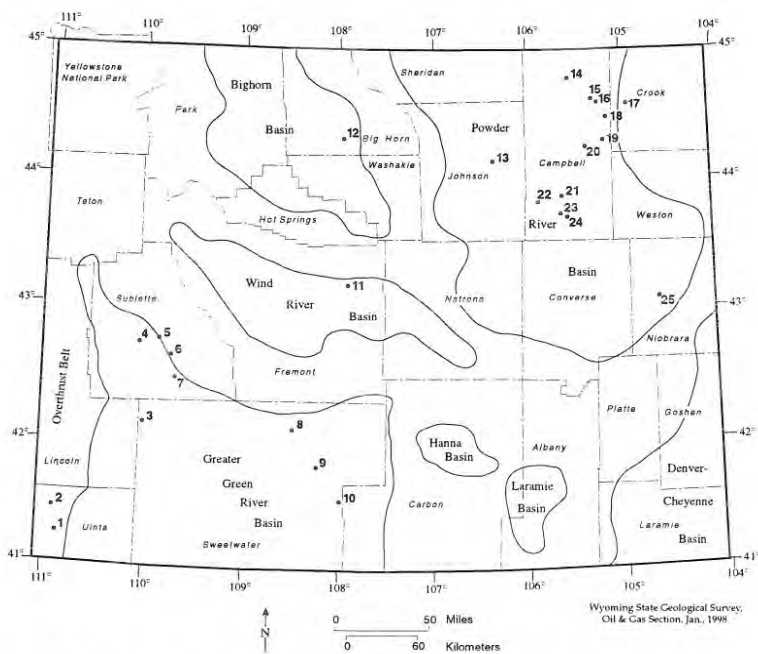 111° 110° 109° 108° 107° 106° 105° 104°
45° 45°
Yellowstone
National Park
Bighorn
Basin
Park
Big Horn
Washakie
Hot Springs
Sheridan
Powder
Johnson
Campbell
Crook
Weston
14
15
16
17
18
19
20
12
13
44° 44°
Teton
22 21
23
24
River
Sublette
Wind
River
Basin
11
Natrona
Basin
Converse
25
Niobrara
43° 43°
4 5
6
7
Fremont
Overthrust Belt
Platte
Goshen
3
8
42° 42°
Lincoln
Greater
Green
River
Basin
9
10
Hanna
Basin
Albany
Laramie
Basin
Carbon
Denver-
Cheyenne
Laramie
Basin
2
1
Uinta
Sweetwater
41° 41°
111° 110° 109° 108° 107° 106° 105° 104°
N
0 50 Miles
0 60 Kilometers
Wyoming State Geological Survey,
Oil & Gas Section, Jan., 1998